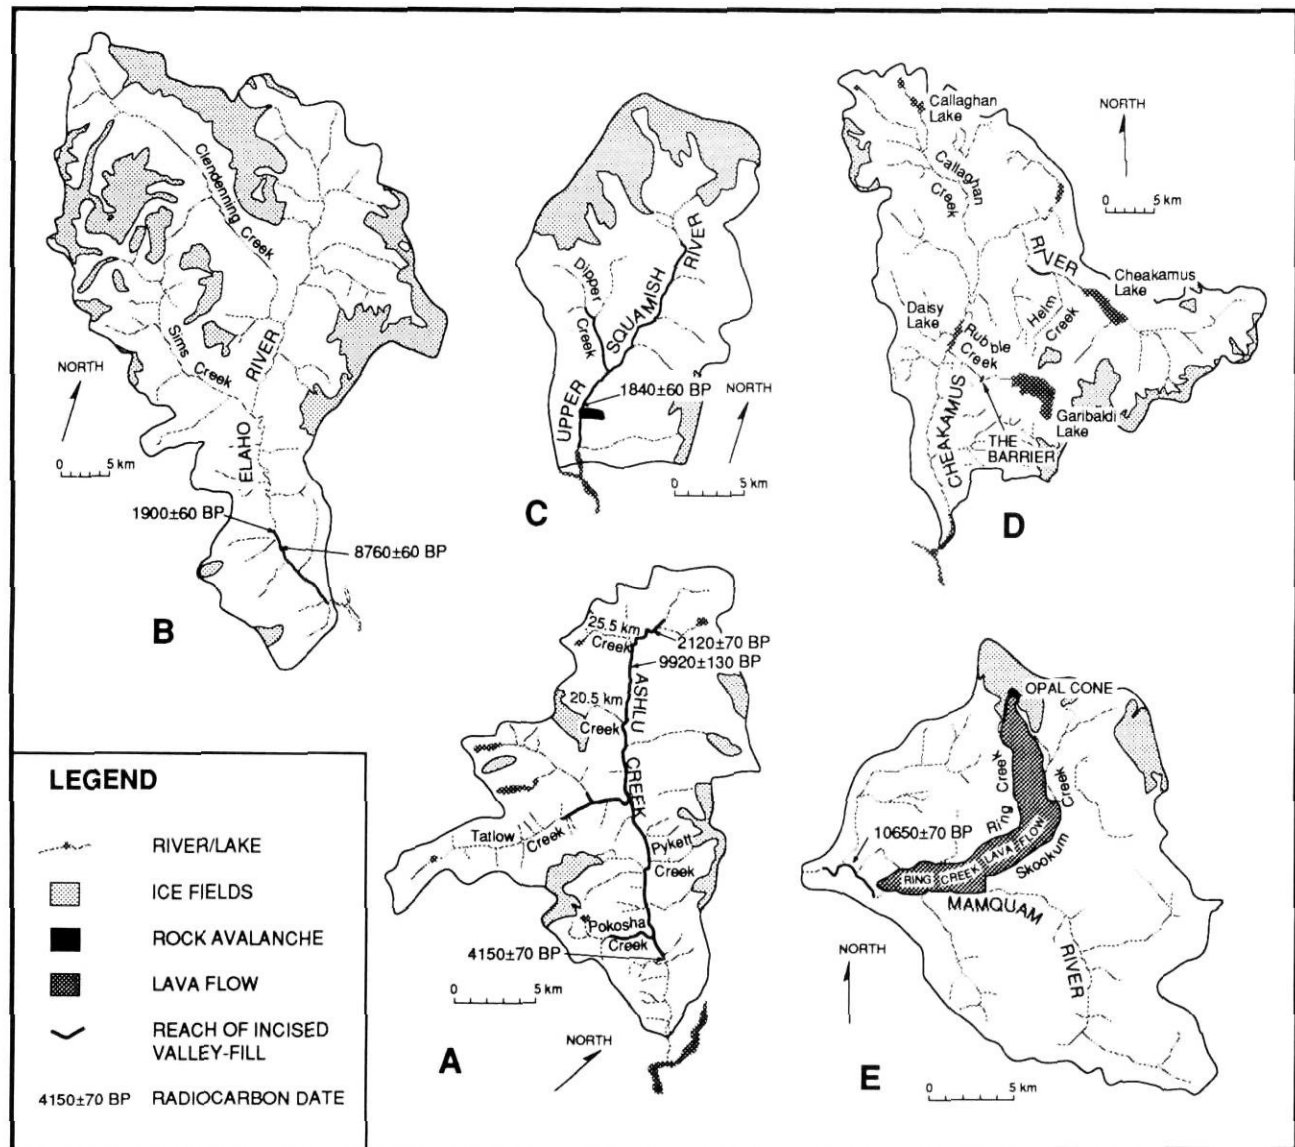 Clendenning Creek
Sims
Creek
ELAHO RIVER
NORTH
0 5 km
1900±60 BP
8760±60 BP
B
Dipper
Creek
UPPER SQUAMISH RIVER
1840±60 BP
NORTH
0 5 km
C
Callaghan
Lake
NORTH
0 5 km
Callaghan
Creek
RIVER
Cheakamus
Lake
Helm
Creek
Daisy
Lake
Rubble
Creek
CHEAKAMUS
Garibaldi
Lake
THE
BARRIER
D
25.5 km
Creek
2120±70 BP
9920±130 BP
20.5 km
Creek
ASHLU CREEK
Tatlow
Creek
Pykett
Creek
Pokosha
Creek
4150±70 BP
0 5 km
NORTH
A
OPAL CONE
Ring Creek
Skookum Creek
10650±70 BP
RING CREEK LAVA FLOW
MAMQUAM
RIVER
NORTH
0 5 km
E
LEGEND
RIVER/LAKE
ICE FIELDS
ROCK AVALANCHE
LAVA FLOW
REACH OF INCISED
VALLEY-FILL
4150±70 BP RADIOCARBON DATE